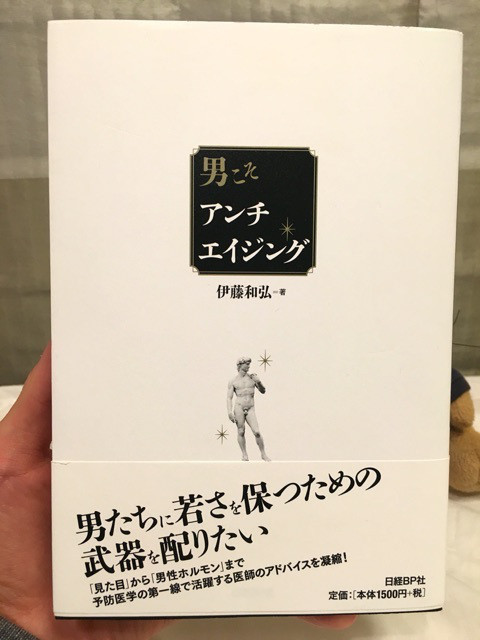 男こそ
アンチ
エイジング
伊藤和弘=著
男たちに若さを保つための
武器を配りたい
「見た目」から「男性ホルモン」まで
予防医学の第一線で活躍する医師のアドバイスを凝縮!
日経BP社
定価:[本体1500円+税]